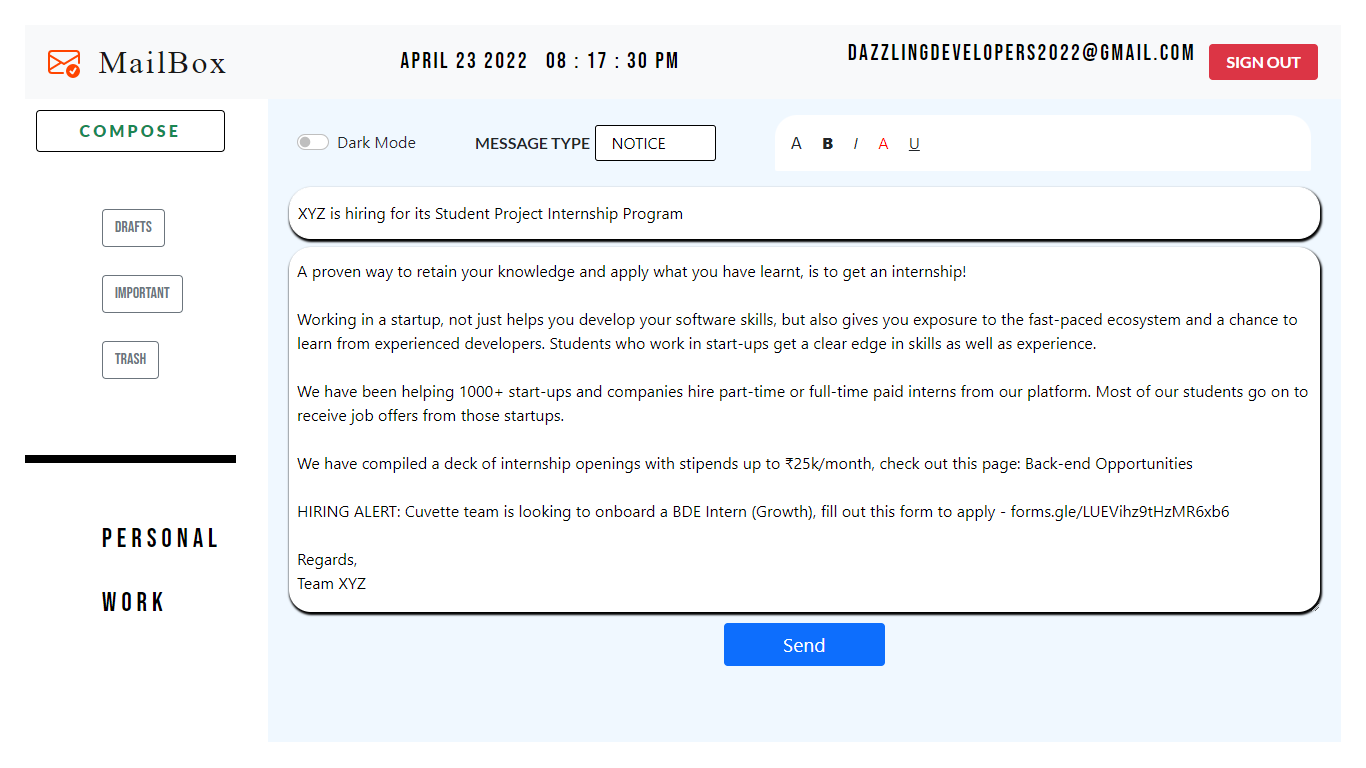 MailBox
APRIL 23 2022 08 : 17 : 30 PM
DAZZLINGDEVELOPERS2022@GMAIL.COM
SIGN OUT
COMPOSE
DRAFTS
IMPORTANT
TRASH
PERSONAL
WORK
Dark Mode
MESSAGE TYPE NOTICE
A B I A U
XYZ is hiring for its Student Project Internship Program
A proven way to retain your knowledge and apply what you have learnt, is to get an internship!
Working in a startup, not just helps you develop your software skills, but also gives you exposure to the fast-paced ecosystem and a chance to
learn from experienced developers. Students who work in start-ups get a clear edge in skills as well as experience.
We have been helping 1000+ start-ups and companies hire part-time or full-time paid interns from our platform. Most of our students go on to
receive job offers from those startups.
We have compiled a deck of internship openings with stipends up to ₹25k/month, check out this page: Back-end Opportunities
HIRING ALERT: Cuvette team is looking to onboard a BDE Intern (Growth), fill out this form to apply - forms.gle/LUEVihz9tHzMR6xb6
Regards,
Team XYZ
Send